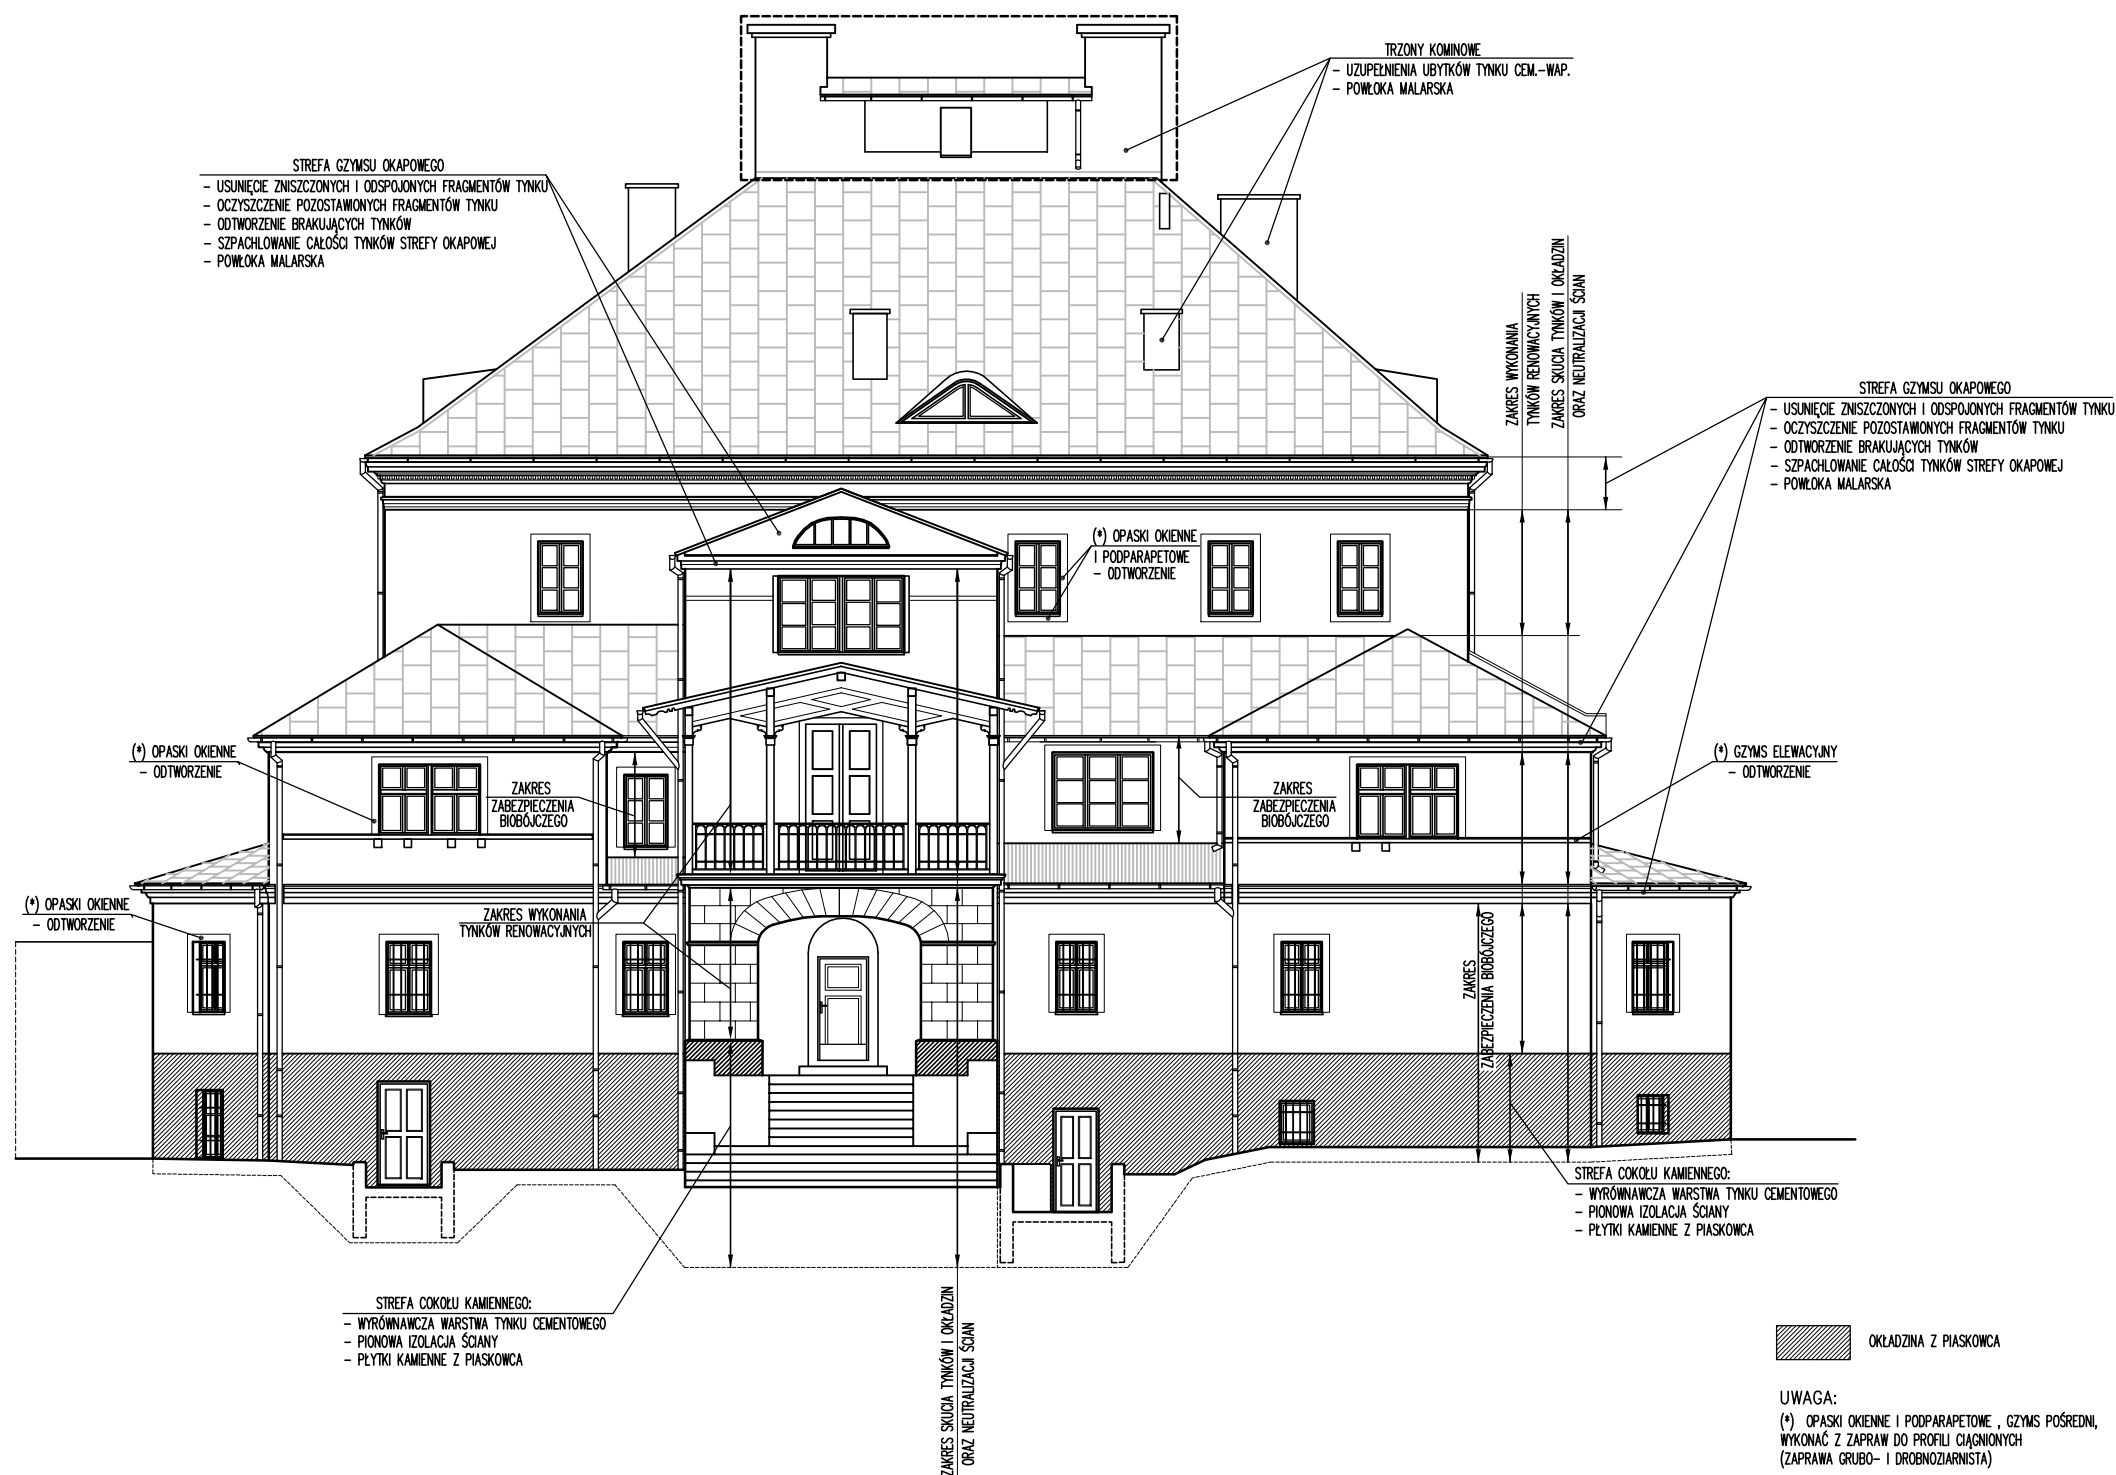 TRZONY KOMINOWE
- UZUPEŁNIENIA UBYTKÓW TYNKU CEM.-WAP.
- POWŁOKA MALARSKA
STREFA GZYMSU OKAPOWEGO
- USUNIĘCIE ZNISZCZONYCH I ODSPOJONYCH FRAGMENTÓW TYNKU
- OCZYSZCZENIE POZOSTAWIONYCH FRAGMENTÓW TYNKU
- ODTWORZENIE BRAKUJĄCYCH TYNKÓW
- SZPACHLOWANIE CAŁOŚCI TYNKÓW STREFY OKAPOWEJ
- POWŁOKA MALARSKA
ZAKRES WYKONANIA
TYNKÓW RENOWACYJNYCH
ZAKRES SKUCIA TYNKÓW I OKŁADZIN
ORAZ NEUTRALIZACJI ŚCIAN
STREFA GZYMSU OKAPOWEGO
- USUNIĘCIE ZNISZCZONYCH I ODSPOJONYCH FRAGMENTÓW TYNKU
- OCZYSZCZENIE POZOSTAWIONYCH FRAGMENTÓW TYNKU
- ODTWORZENIE BRAKUJĄCYCH TYNKÓW
- SZPACHLOWANIE CAŁOŚCI TYNKÓW STREFY OKAPOWEJ
- POWŁOKA MALARSKA
(*) OPASKI OKIENNE
I PODPARAPETOWE
- ODTWORZENIE
(*) OPASKI OKIENNE
- ODTWORZENIE
ZAKRES
ZABEZPIECZENIA
BIOBÓJCZEGO
ZAKRES
ZABEZPIECZENIA
BIOBÓJCZEGO
(*) GZYMS ELEWACYJNY
- ODTWORZENIE
(*) OPASKI OKIENNE
- ODTWORZENIE
ZAKRES WYKONANIA
TYNKÓW RENOWACYJNYCH
ZAKRES
ZABEZPIECZENIA BIOBÓJCZEGO
STREFA COKOŁU KAMIENNEGO:
- WYRÓWNAWCZA WARSTWA TYNKU CEMENTOWEGO
- PIONOWA IZOLACJA ŚCIANY
- PŁYTKI KAMIENNE Z PIASKOWCA
STREFA COKOŁU KAMIENNEGO:
- WYRÓWNAWCZA WARSTWA TYNKU CEMENTOWEGO
- PIONOWA IZOLACJA ŚCIANY
- PŁYTKI KAMIENNE Z PIASKOWCA
ZAKRES SKUCIA TYNKÓW I OKŁADZIN
ORAZ NEUTRALIZACJI ŚCIAN
OKŁADZINA Z PIASKOWCA
UWAGA:
(*) OPASKI OKIENNE I PODPARAPETOWE , GZYMS POŚREDNI,
WYKONAĆ Z ZAPRAW DO PROFILI CIĄGNIONYCH
(ZAPRAWA GRUBO- I DROBNOZIARNISTA)